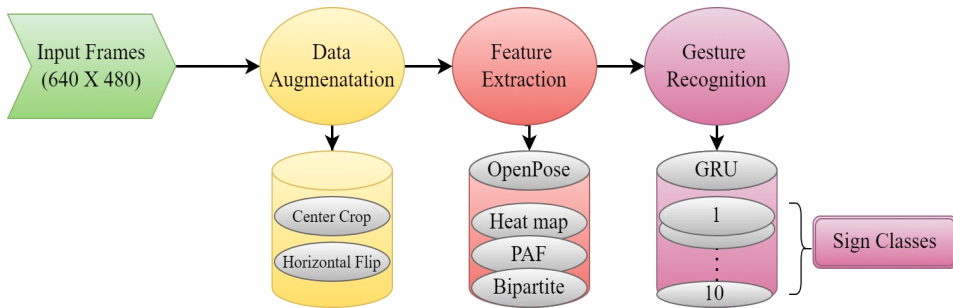 Input Frames
(640 X 480)
Data
Augmenatation
Feature
Extraction
Gesture
Recognition
Center Crop
Horizontal Flip
OpenPose
Heat map
PAF
Bipartite
GRU
1
10
Sign Classes